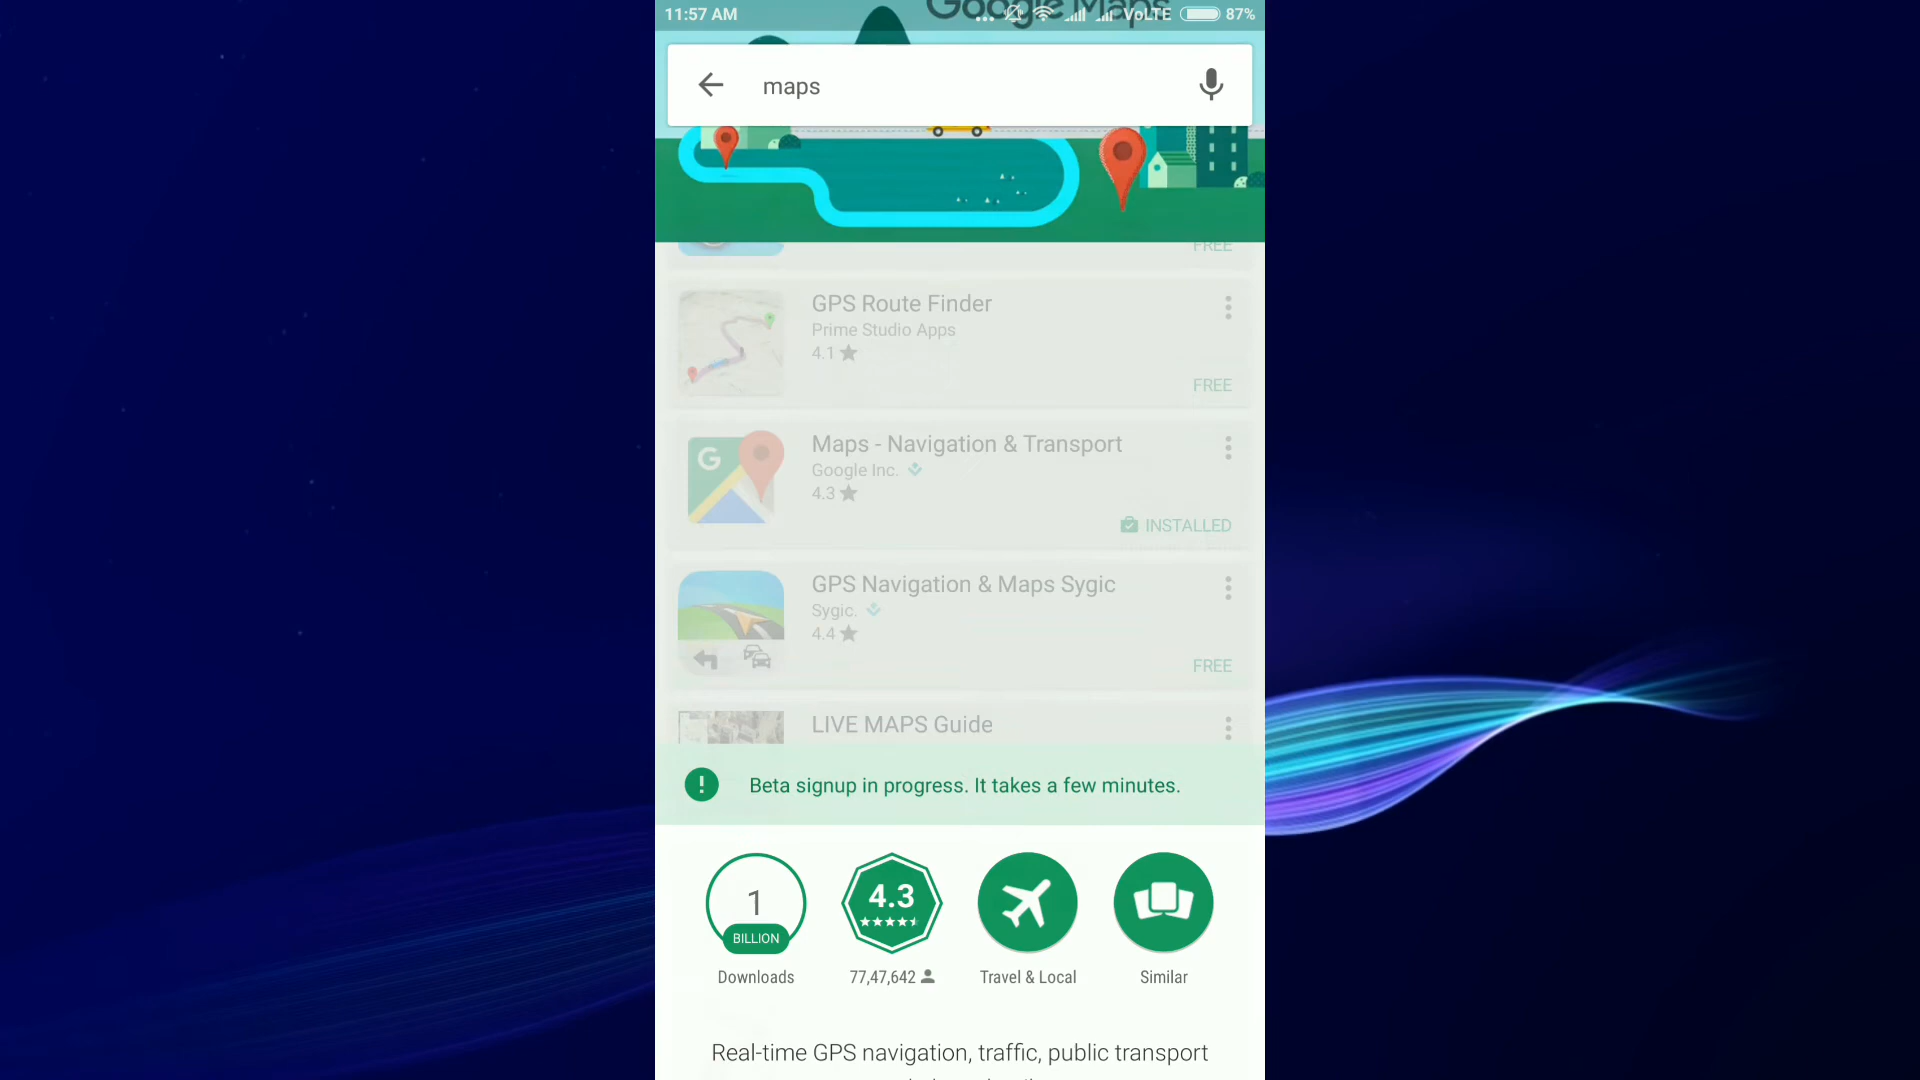 Google Maps
11:57 AM
VoLTE
87%
maps
FREE
GPS Route Finder
Prime Studio Apps
4.1
FREE
Maps - Navigation & Transport
Google Inc.
4.3
INSTALLED
GPS Navigation & Maps Sygic
Sygic.
4.4
FREE
LIVE MAPS Guide
Beta signup in progress. It takes a few minutes.
1
BILLION
Downloads
4.3
77,47,642
Travel & Local
Similar
Real-time GPS navigation, traffic, public transport